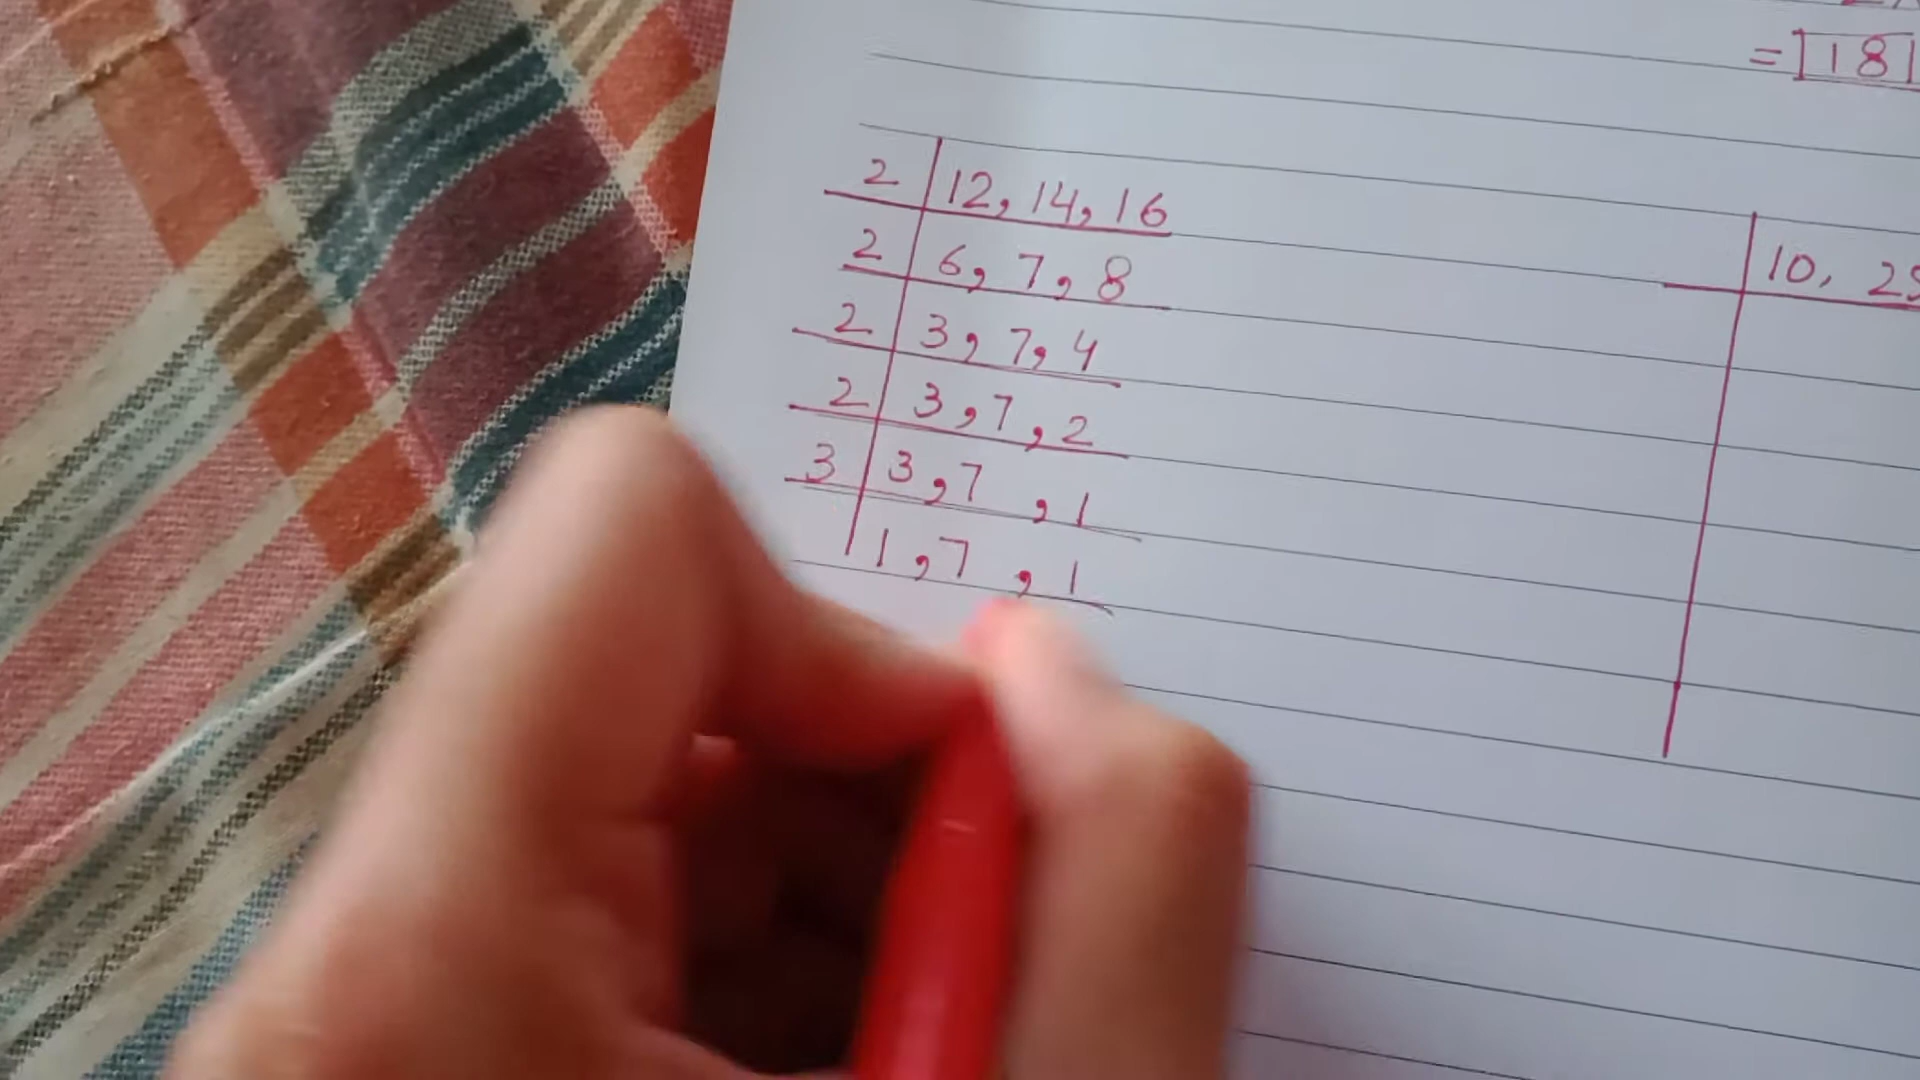 = 18
2 | 12, 14, 16
2 | 6, 7, 8
2 | 3, 7, 4
2 | 3, 7, 2
3 | 3, 7, 1
1, 7, 1
10, 25